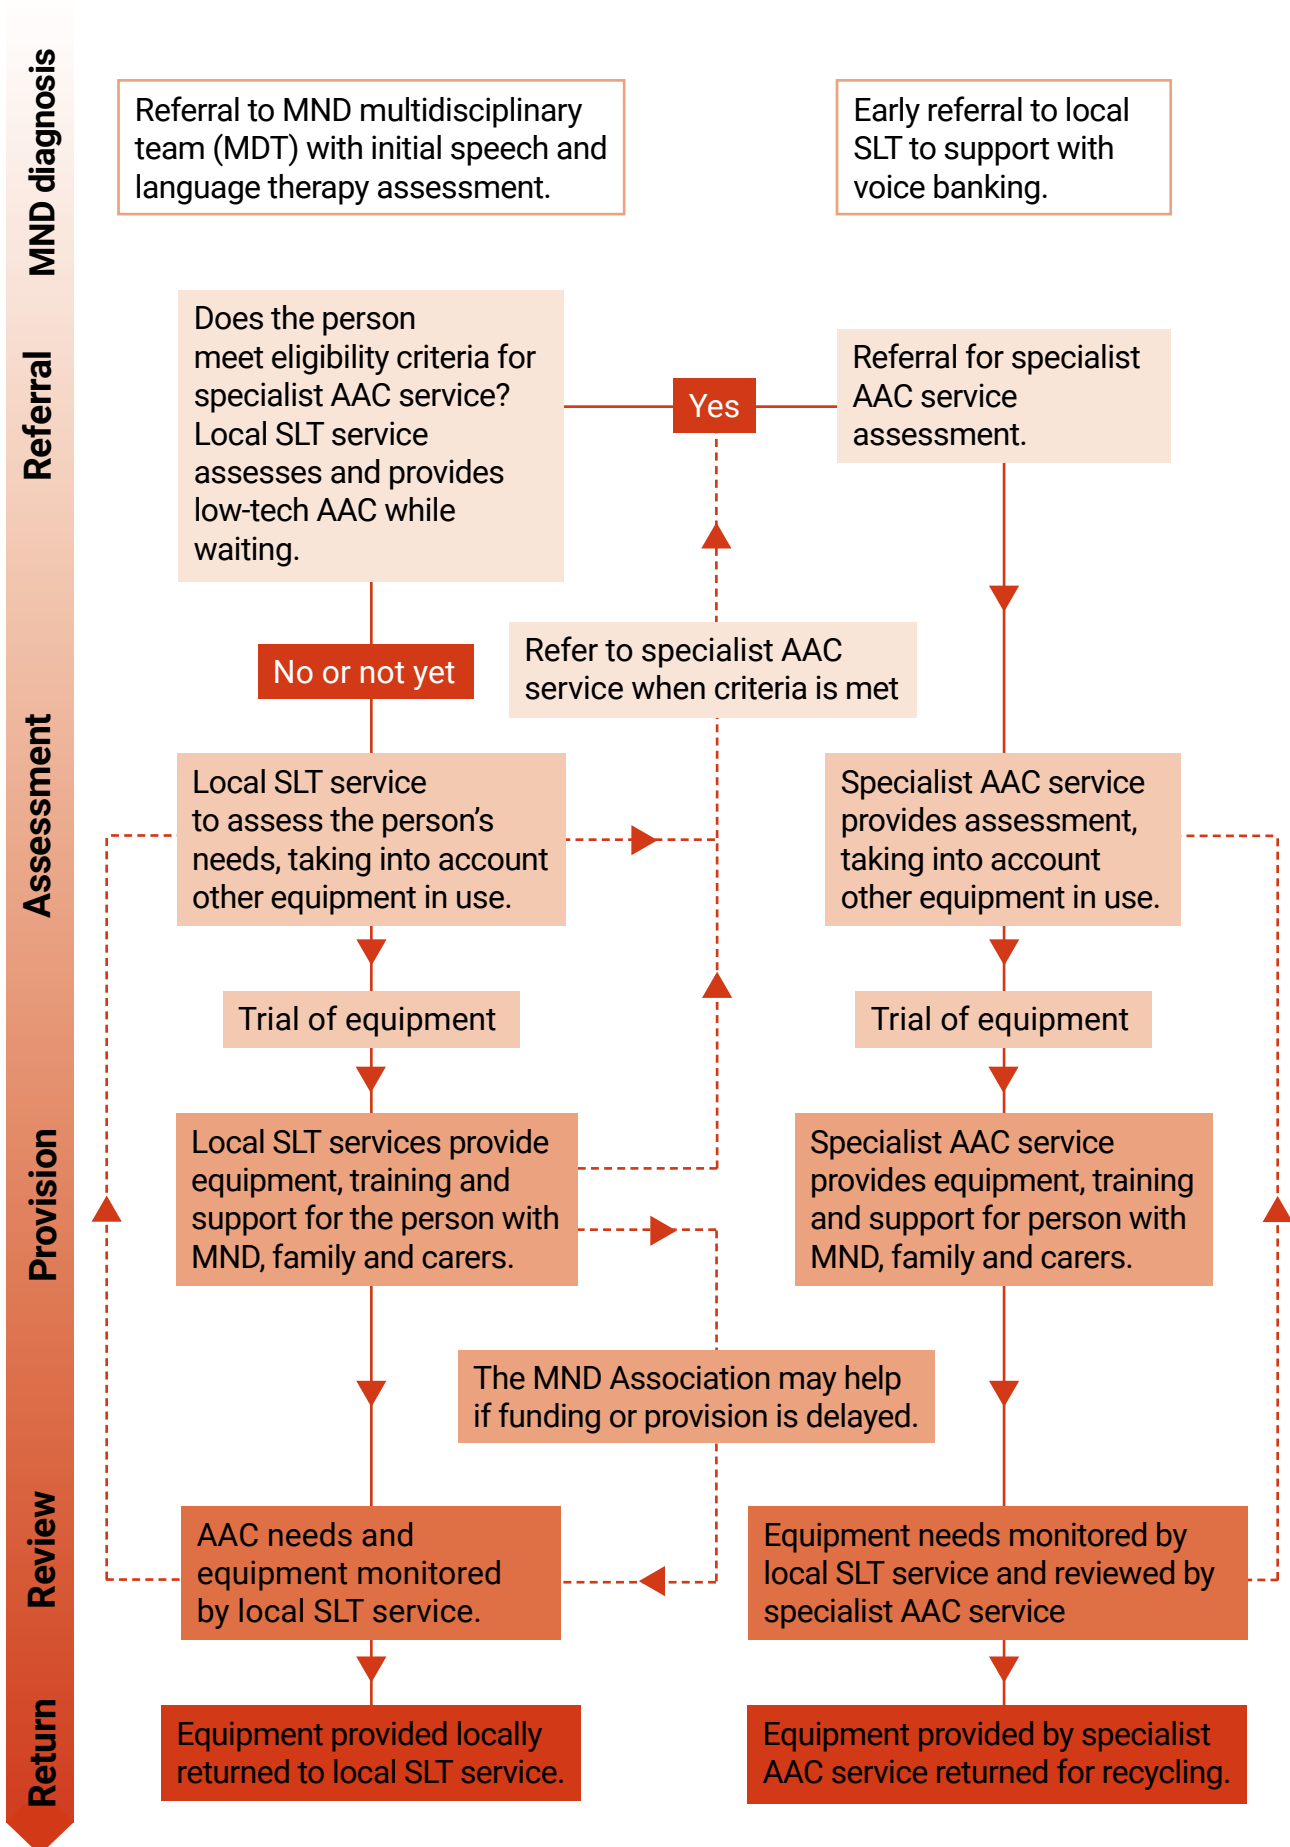 MND diagnosis
Referral to MND multidisciplinary
team (MDT) with initial speech and
language therapy assessment.
Early referral to local
SLT to support with
voice banking.
Referral
Does the person
meet eligibility criteria for
specialist AAC service?
Local SLT service
assesses and provides
low-tech AAC while
waiting.
Yes
Referral for specialist
AAC service
assessment.
No or not yet
Refer to specialist AAC
service when criteria is met
Assessment
Local SLT service
to assess the person’s
needs, taking into account
other equipment in use.
Specialist AAC service
provides assessment,
taking into account
other equipment in use.
Trial of equipment
Trial of equipment
Provision
Local SLT services provide
equipment, training and
support for the person with
MND, family and carers.
Specialist AAC service
provides equipment, training
and support for person with
MND, family and carers.
The MND Association may help
if funding or provision is delayed.
Review
AAC needs and
equipment monitored
by local SLT service.
Equipment needs monitored by
local SLT service and reviewed by
specialist AAC service
Return
Equipment provided locally
returned to local SLT service.
Equipment provided by specialist
AAC service returned for recycling.